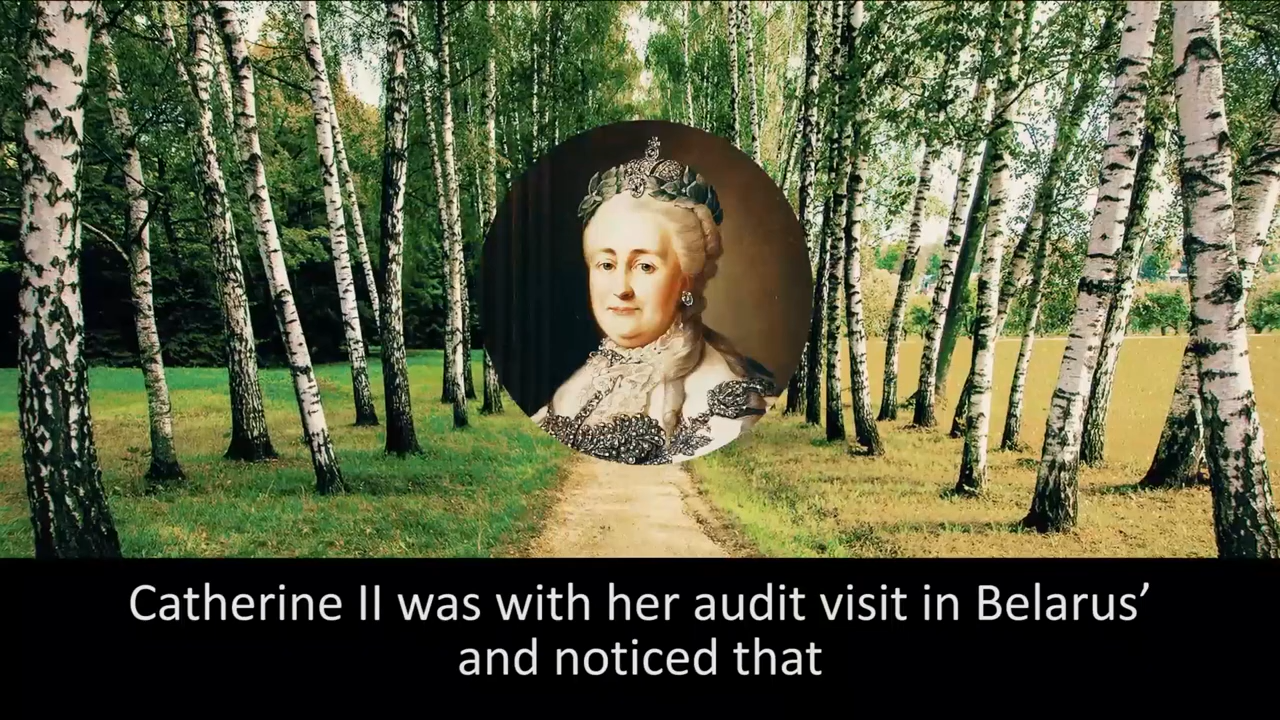 Catherine II was with her audit visit in Belarus’
and noticed that